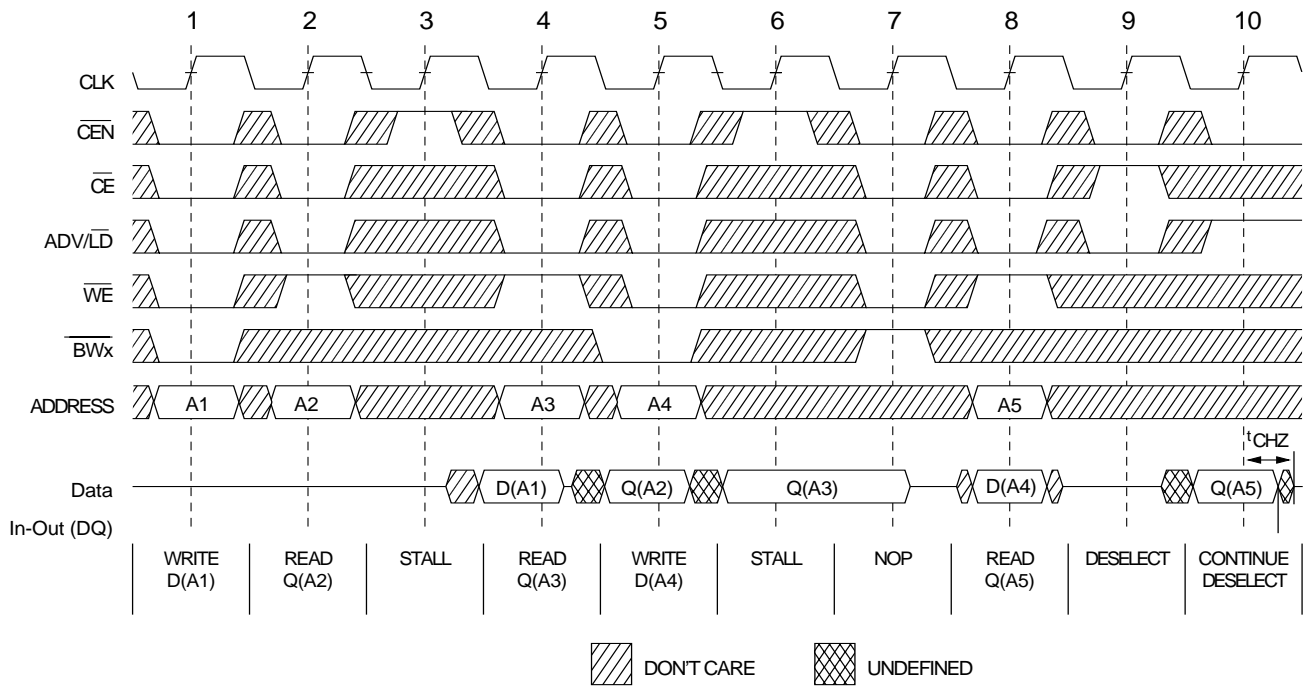 1 2 3 4 5 6 7 8 9 10
CLK
CEN
CE
ADV/LD
WE
BWx
ADDRESS A1 A2 A3 A4 A5
tCHZ
Data D(A1) Q(A2) Q(A3) D(A4) Q(A5)
In-Out (DQ)
WRITE READ STALL READ WRITE STALL NOP READ DESELECT CONTINUE
D(A1) Q(A2) Q(A3) D(A4) Q(A5) DESELECT
DON'T CARE UNDEFINED